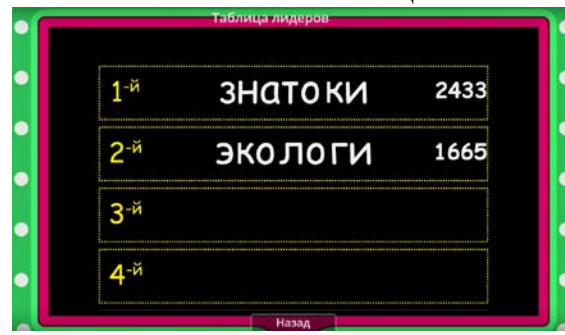 Таблица лидеров
1-й знатоки 2433
2-й экологи 1665
3-й
4-й
Назад